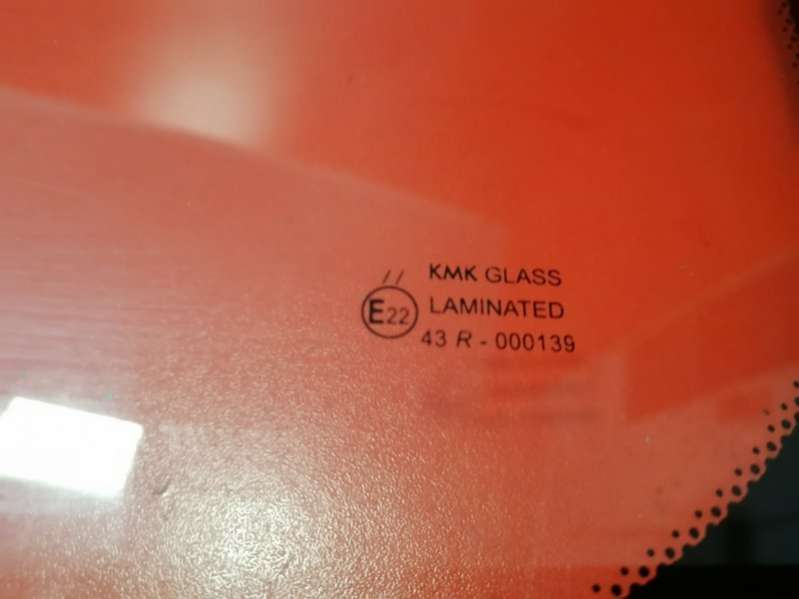 //
KMK GLASS
E22 LAMINATED
43 R - 000139